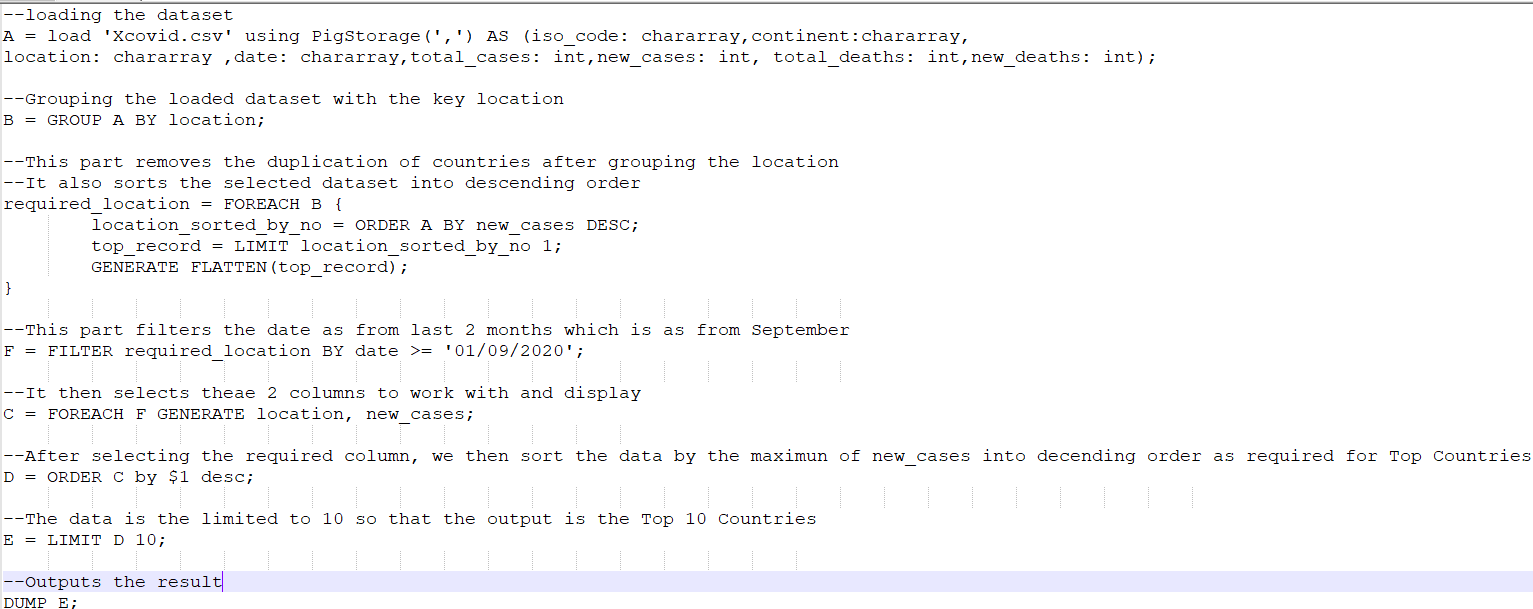 --loading the dataset
A = load 'Xcovid.csv' using PigStorage(',') AS (iso_code: chararray,continent:chararray,
location: chararray ,date: chararray,total_cases: int,new_cases: int, total_deaths: int,new_deaths: int);
--Grouping the loaded dataset with the key location
B = GROUP A BY location;
--This part removes the duplication of countries after grouping the location
--It also sorts the selected dataset into descending order
required_location = FOREACH B {
location_sorted_by_no = ORDER A BY new_cases DESC;
top_record = LIMIT location_sorted_by_no 1;
GENERATE FLATTEN(top_record);
}
--This part filters the date as from last 2 months which is as from September
F = FILTER required_location BY date >= '01/09/2020';
--It then selects theae 2 columns to work with and display
C = FOREACH F GENERATE location, new_cases;
--After selecting the required column, we then sort the data by the maximun of new_cases into decending order as required for Top Countries
D = ORDER C by $1 desc;
--The data is the limited to 10 so that the output is the Top 10 Countries
E = LIMIT D 10;
--Outputs the result
DUMP E;